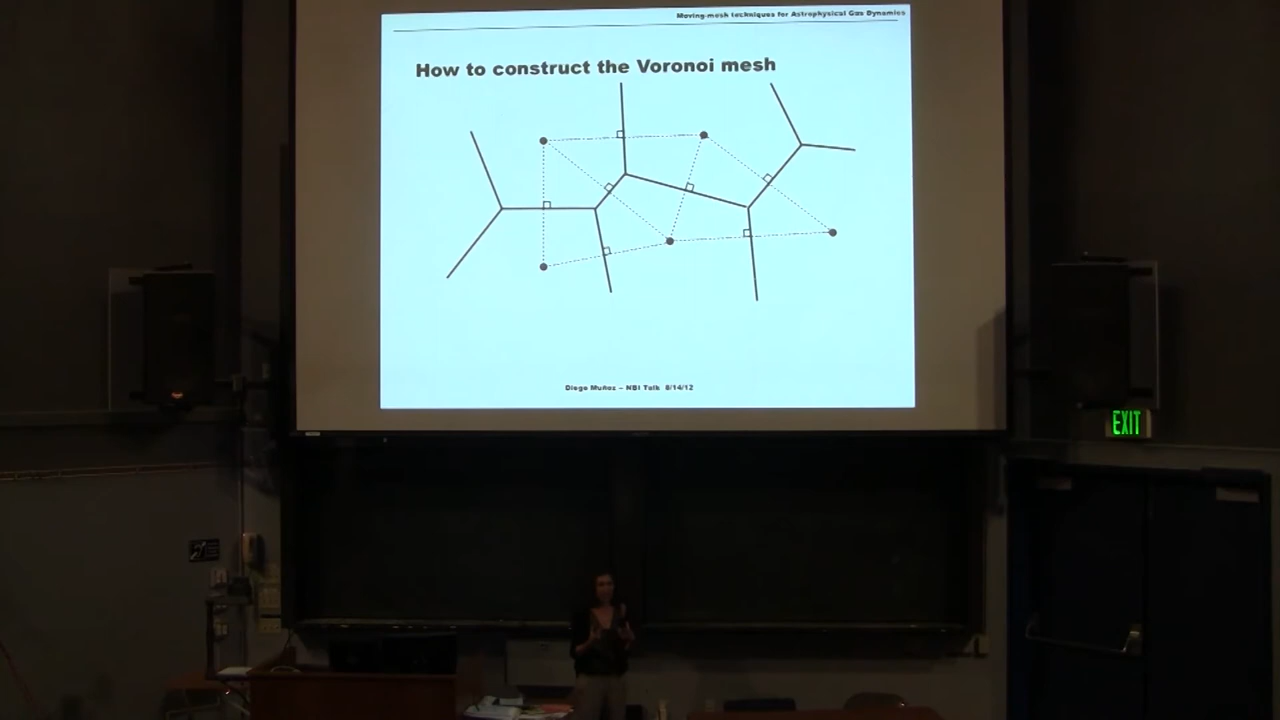 Moving-mesh techniques for Astrophysical Gas Dynamics
How to construct the Voronoi mesh
Diego Muñoz – NBI Talk 8/14/12
EXIT